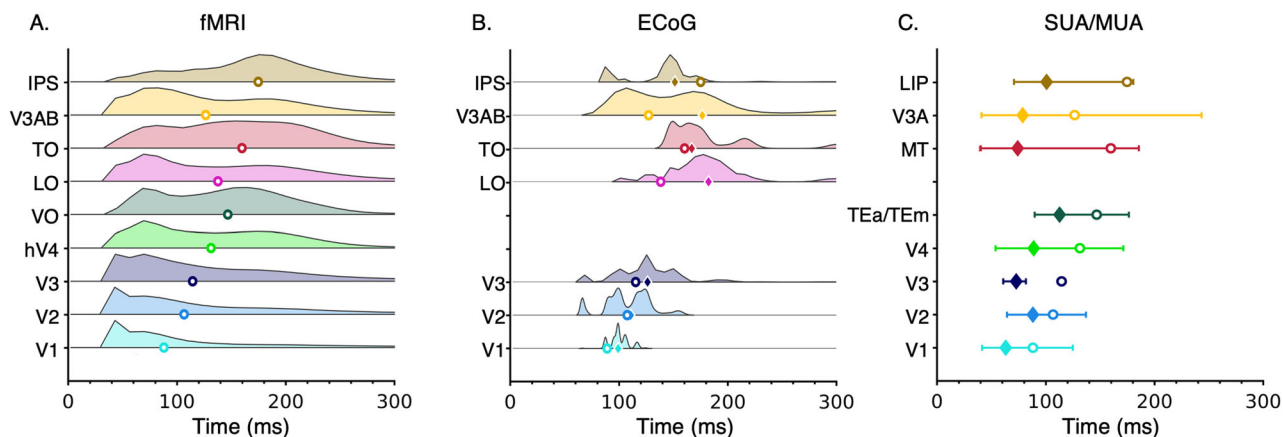 A. fMRI
IPS
V3AB
TO
LO
VO
hV4
V3
V2
V1
0 100 200 300
Time (ms)
B. ECoG
IPS
V3AB
TO
LO
V3
V2
V1
0 100 200 300
Time (ms)
C. SUA/MUA
LIP
V3A
MT
TEa/TEm
V4
V3
V2
V1
0 100 200 300
Time (ms)